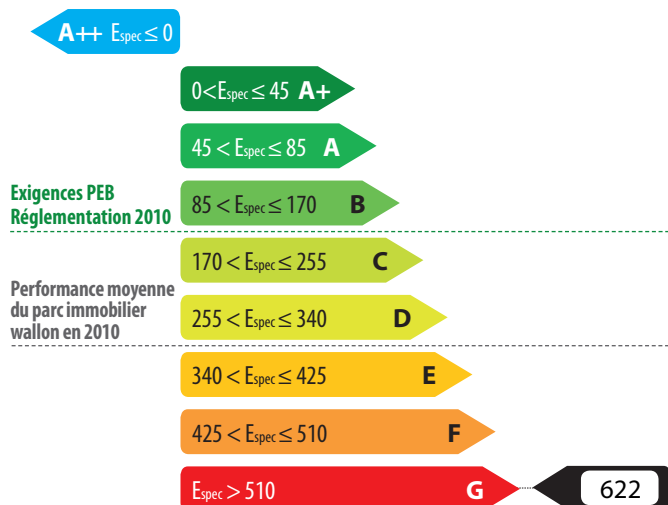 A++ Espec ≤ 0
0<Espec ≤ 45 A+
45 < Espec ≤ 85 A
Exigences PEB
Réglementation 2010
85 < Espec ≤ 170 B
170 < Espec ≤ 255 C
Performance moyenne
du parc immobilier
wallon en 2010
255 < Espec ≤ 340 D
340 < Espec ≤ 425 E
425 < Espec ≤ 510 F
Espec > 510 G 622